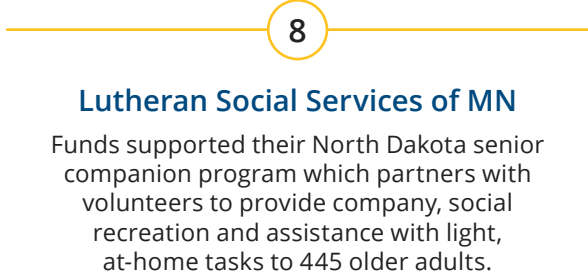 8
Lutheran Social Services of MN
Funds supported their North Dakota senior
companion program which partners with
volunteers to provide company, social
recreation and assistance with light,
at-home tasks to 445 older adults.